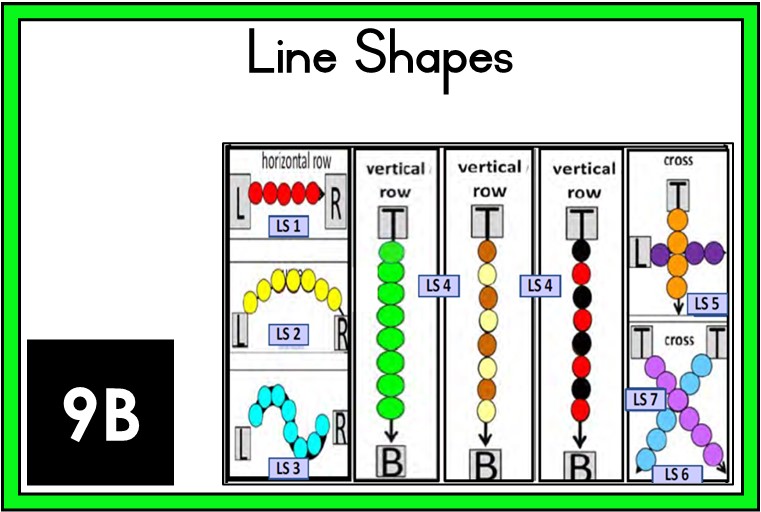 Line Shapes
horizontal row
L
R
LS 1
L
R
LS 2
L
R
LS 3
vertical
row
T
B
LS 4
vertical
row
T
B
LS 4
vertical
row
T
B
cross
T
L
LS 5
T
cross
T
LS 7
LS 6
9B